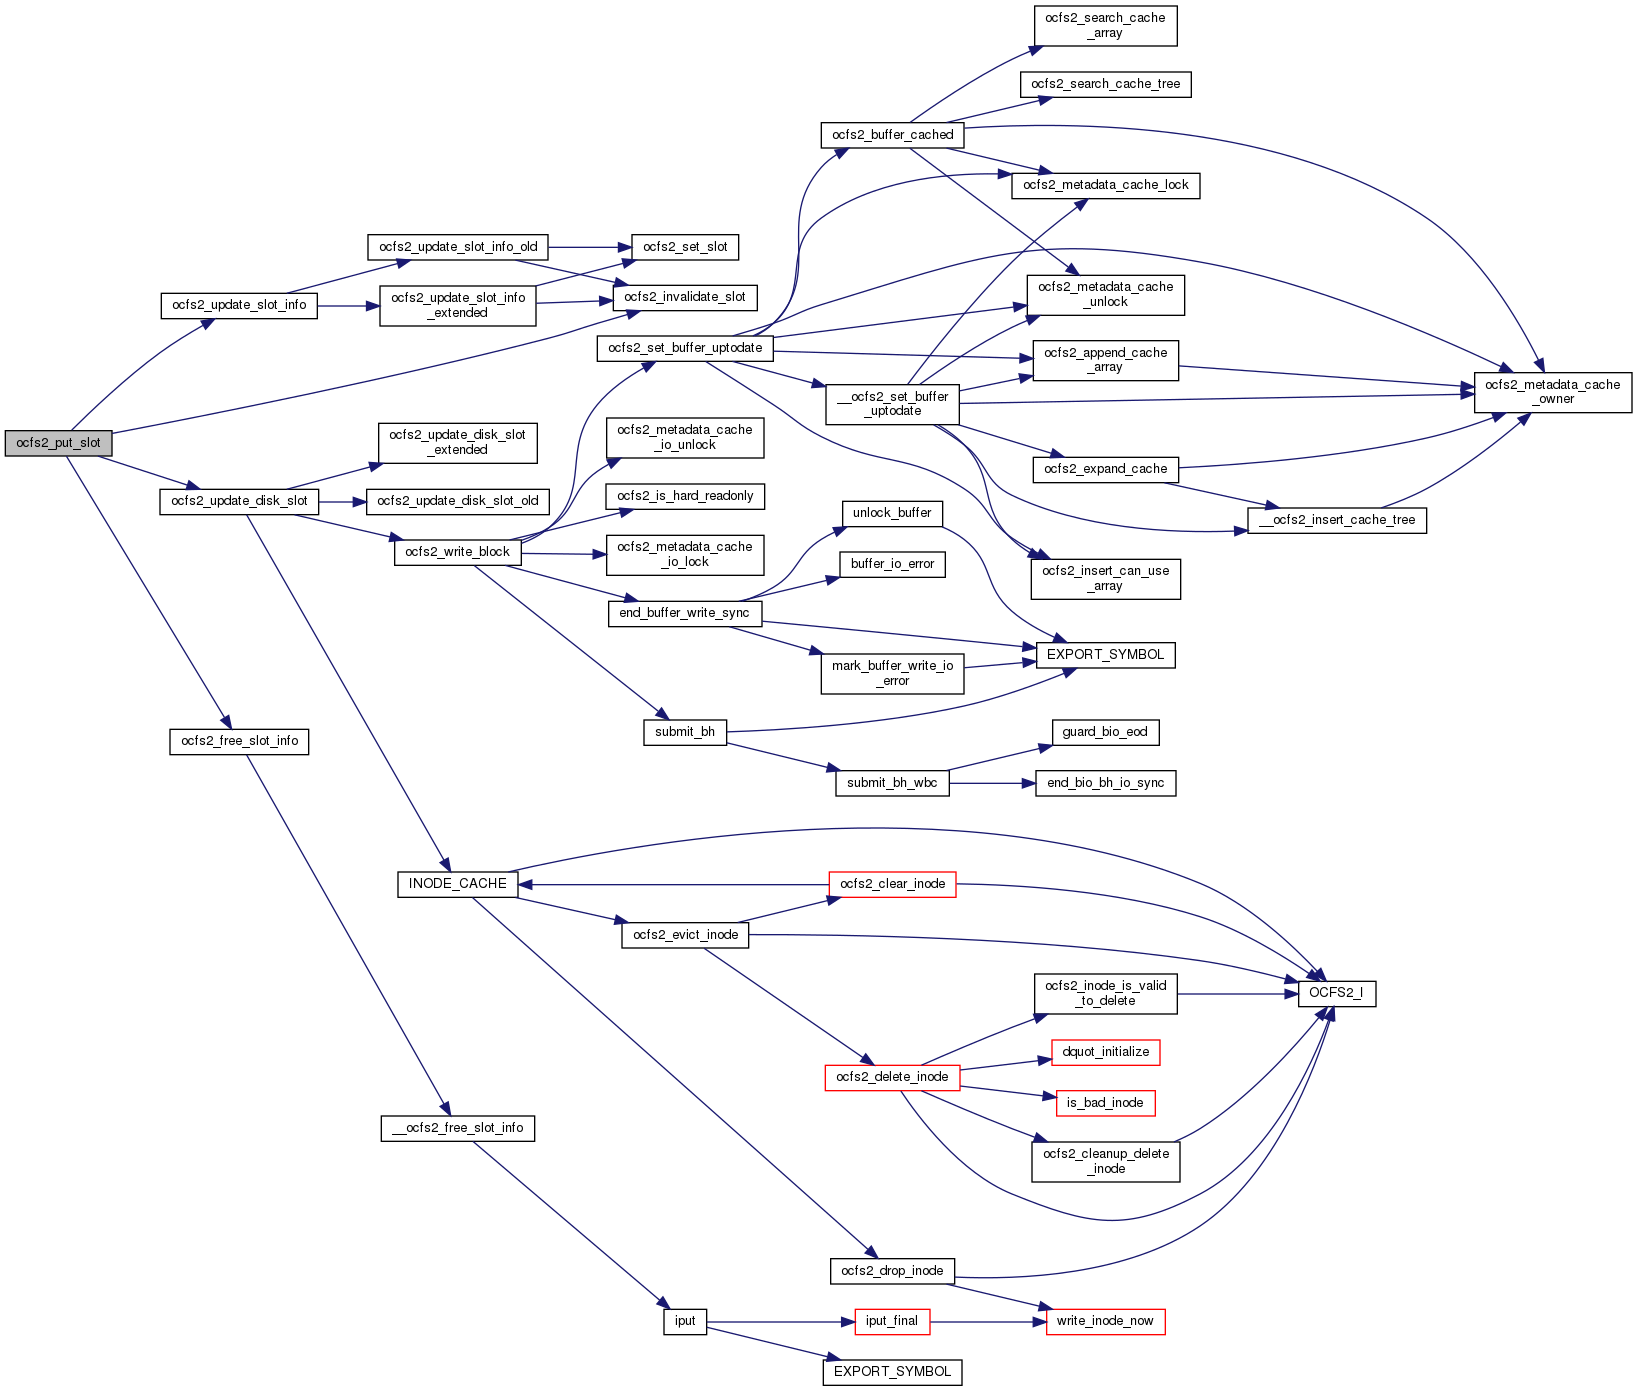 ocfs2_search_cache
_array
ocfs2_search_cache_tree
ocfs2_buffer_cached
ocfs2_metadata_cache_lock
ocfs2_update_slot_info_old
ocfs2_set_slot
ocfs2_update_slot_info
ocfs2_update_slot_info
_extended
ocfs2_invalidate_slot
ocfs2_metadata_cache
_unlock
ocfs2_set_buffer_uptodate
ocfs2_append_cache
_array
__ocfs2_set_buffer
_uptodate
ocfs2_metadata_cache
_owner
ocfs2_put_slot
ocfs2_update_disk_slot
_extended
ocfs2_metadata_cache
_io_unlock
ocfs2_expand_cache
ocfs2_update_disk_slot
ocfs2_update_disk_slot_old
ocfs2_is_hard_readonly
unlock_buffer
__ocfs2_insert_cache_tree
ocfs2_write_block
ocfs2_metadata_cache
_io_lock
buffer_io_error
ocfs2_insert_can_use
_array
end_buffer_write_sync
mark_buffer_write_io
_error
EXPORT_SYMBOL
ocfs2_free_slot_info
submit_bh
guard_bio_eod
submit_bh_wbc
end_bio_bh_io_sync
INODE_CACHE
ocfs2_clear_inode
ocfs2_evict_inode
ocfs2_inode_is_valid
_to_delete
OCFS2_I
dquot_initialize
ocfs2_delete_inode
is_bad_inode
__ocfs2_free_slot_info
ocfs2_cleanup_delete
_inode
ocfs2_drop_inode
iput
iput_final
write_inode_now
EXPORT_SYMBOL